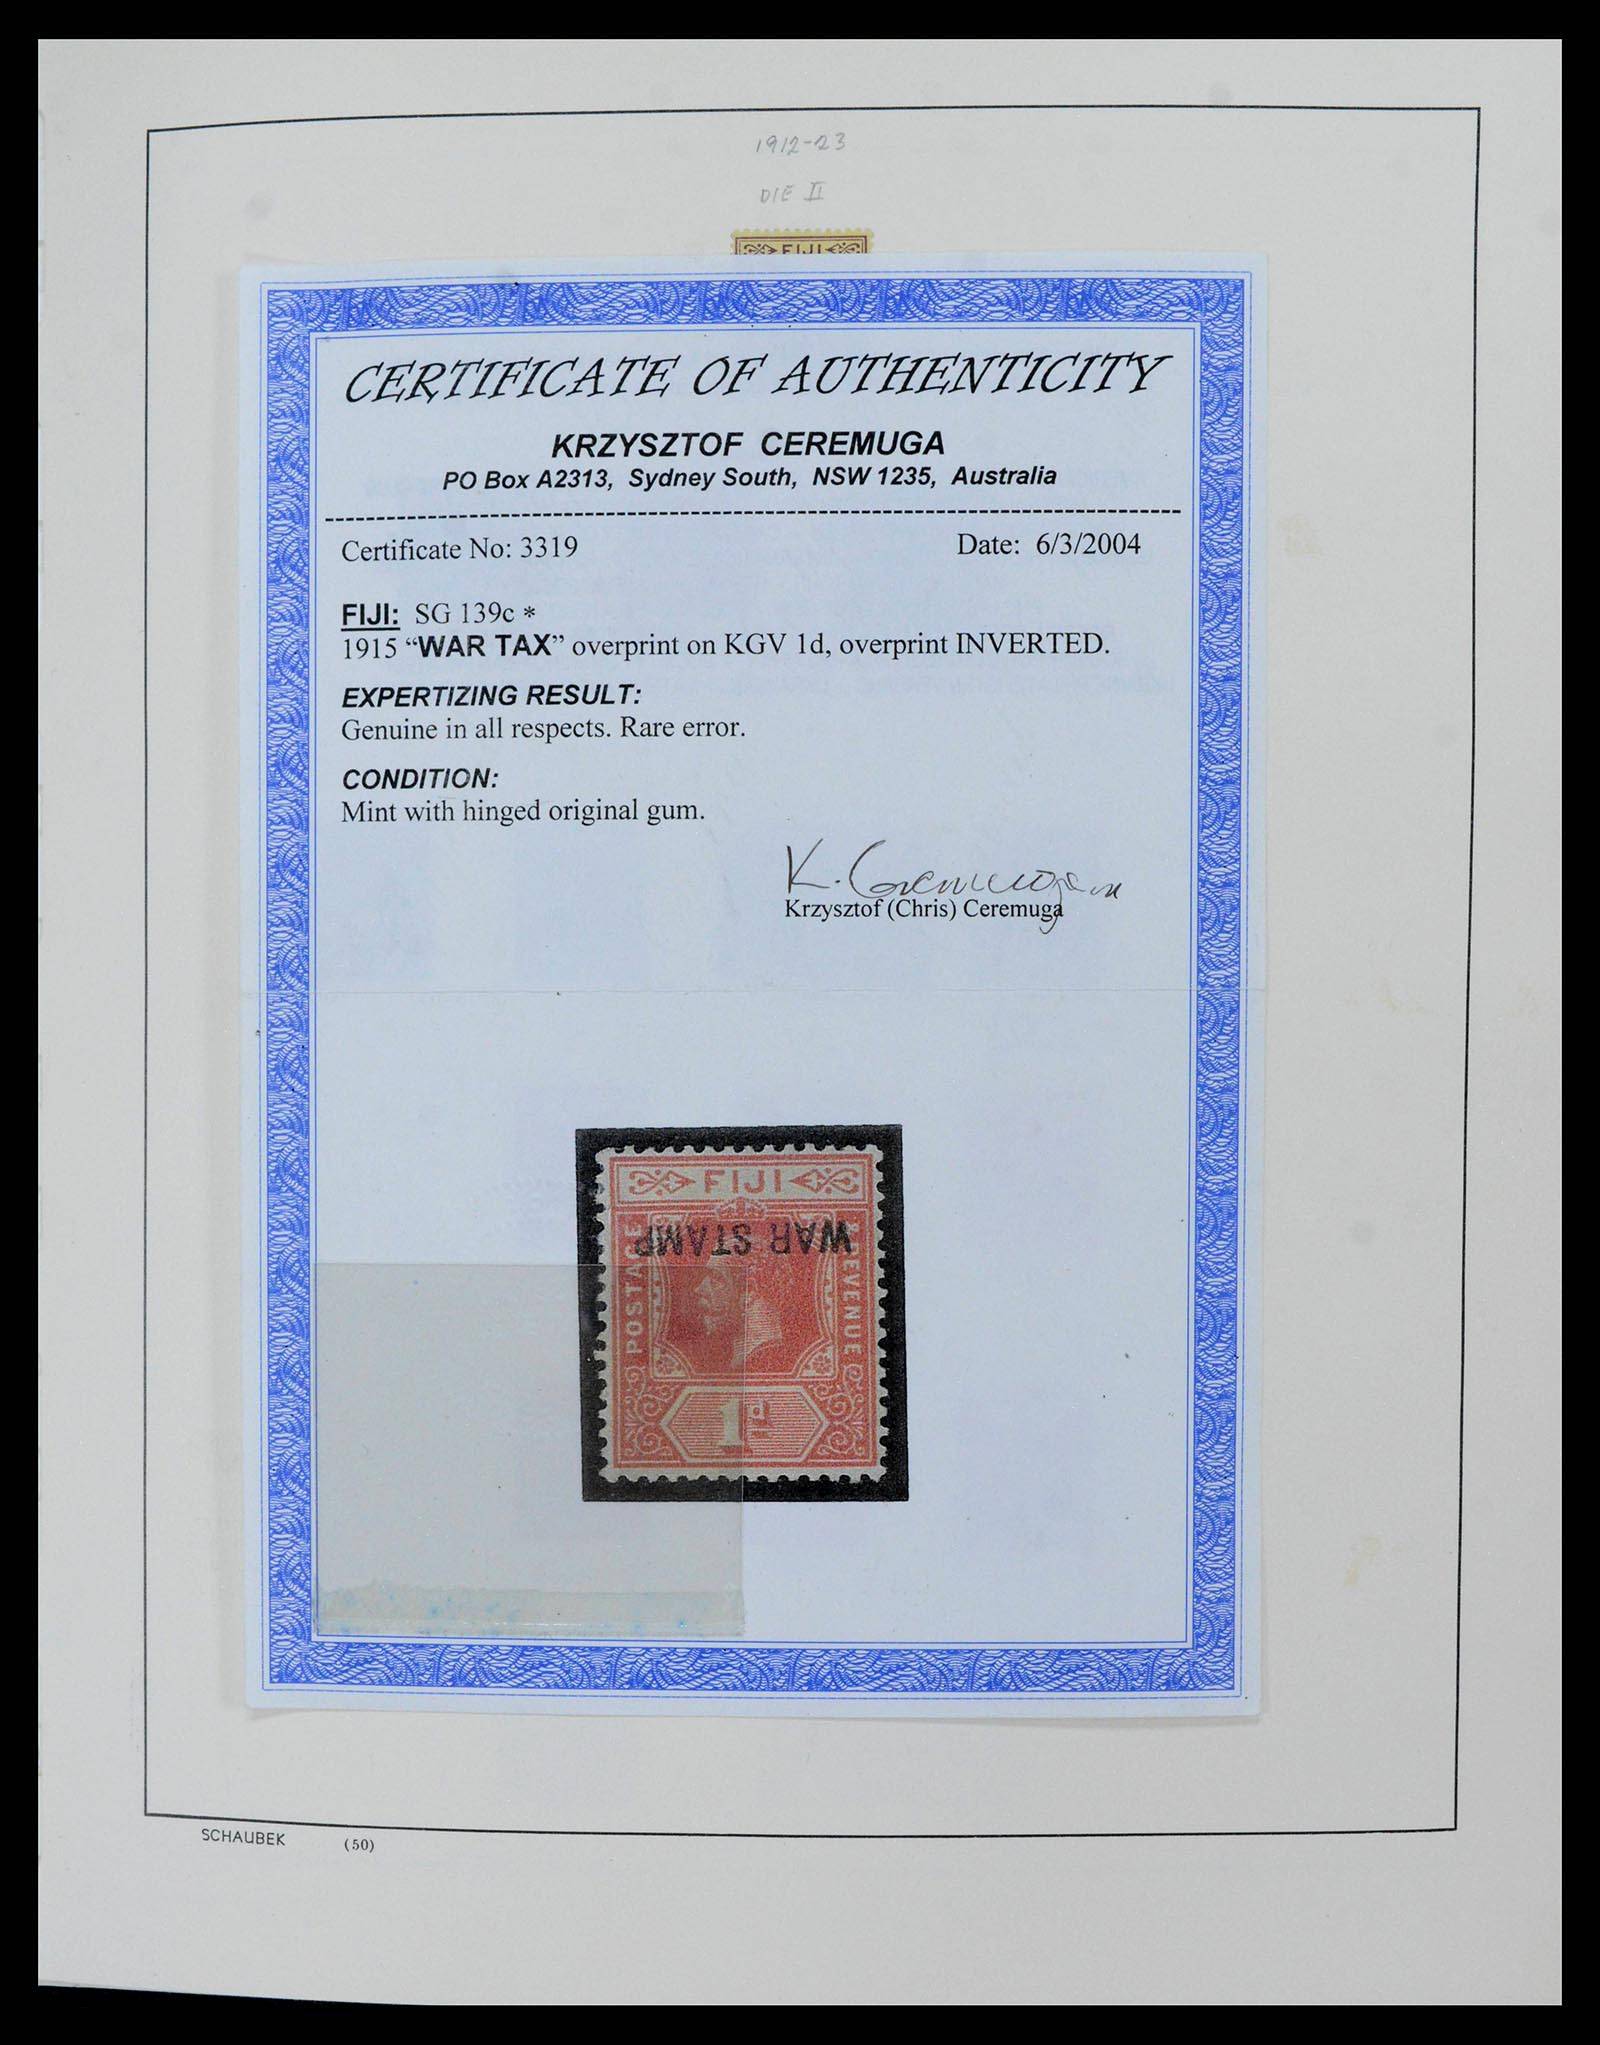 1912-23
DIE II
FIJI
CERTIFICATE OF AUTHENTICITY
KRZYSZTOF CEREMUGA
PO Box A2313, Sydney South, NSW 1235, Australia
Certificate No: 3319 Date: 6/3/2004
FIJI: SG 139c *
1915 “WAR TAX” overprint on KGV 1d, overprint INVERTED.
EXPERTIZING RESULT:
Genuine in all respects. Rare error.
CONDITION:
Mint with hinged original gum.
K. Ceremuga
Krzysztof (Chris) Ceremuga
FIJI
WAR STAMP
POSTAGE
& REVENUE
1d
SCHAUBEK (50)